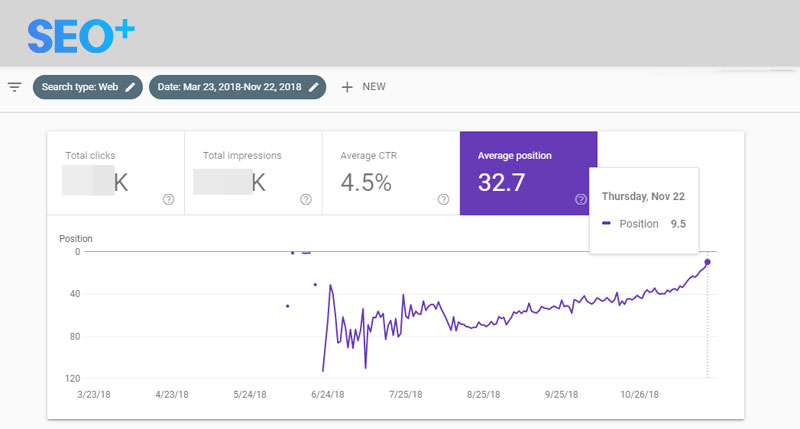 SEO+
Search type: Web
Date: Mar 23, 2018-Nov 22, 2018
+ NEW
Total clicks
K
Total impressions
K
Average CTR
4.5%
Average position
32.7
Thursday, Nov 22
Position 9.5
Position
0
40
80
120
3/23/18 4/23/18 5/24/18 6/24/18 7/25/18 8/25/18 9/25/18 10/26/18